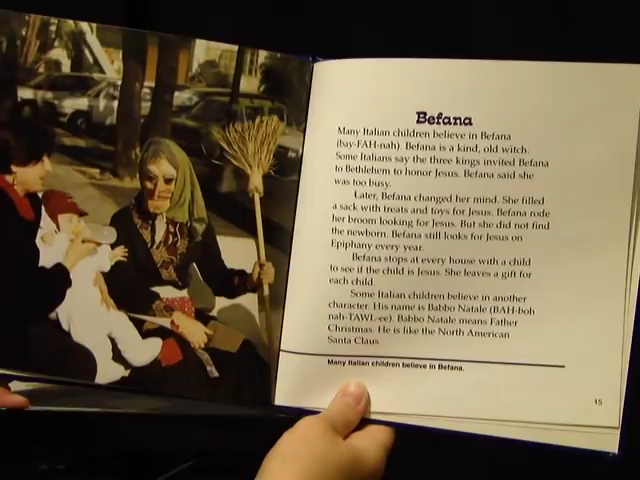 Befana
Many Italian children believe in Befana
(bay-FAH-nah). Befana is a kind, old witch.
Some Italians say the three kings invited Befana
to Bethlehem to honor Jesus. Befana said she
was too busy.
Later, Befana changed her mind. She filled
a sack with treats and toys for Jesus. Befana rode
her broom looking for Jesus. But she did not find
the newborn. Befana still looks for Jesus on
Epiphany every year.
Befana stops at every house with a child
to see if the child is Jesus. She leaves a gift for
each child.
Some Italian children believe in another
character. His name is Babbo Natale (BAH-boh
nah-TAWL-ee). Babbo Natale means Father
Christmas. He is like the North American
Santa Claus.
Many Italian children believe in Befana.
15